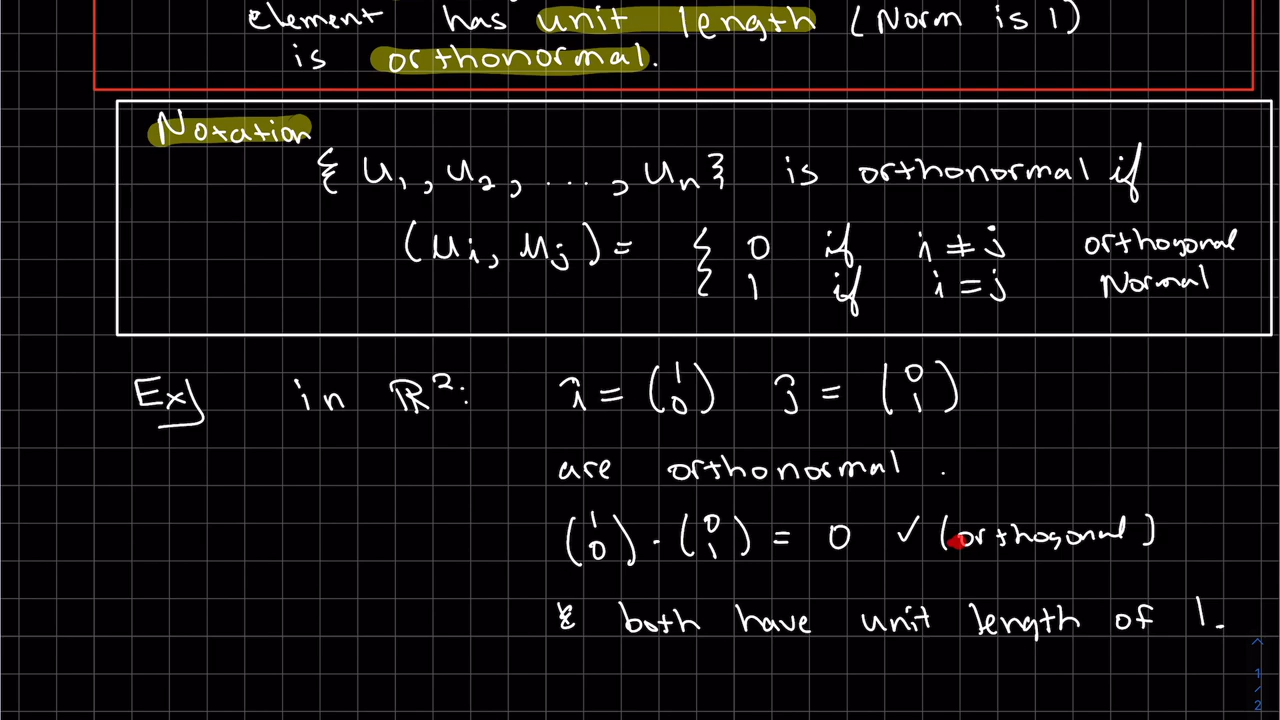 element has unit length (Norm is 1)
is orthonormal.
Notation
{ u₁, u₂, ..., uₙ } is orthonormal if
(uᵢ, uⱼ) = { 0 if i ≠ j orthogonal
{ 1 if i = j Normal
Ex) in ℝ²: î = (1 0) ĵ = (0 1)
are orthonormal.
(1 0) · (0 1) = 0 ✓ (orthogonal)
& both have unit length of 1.
1/2